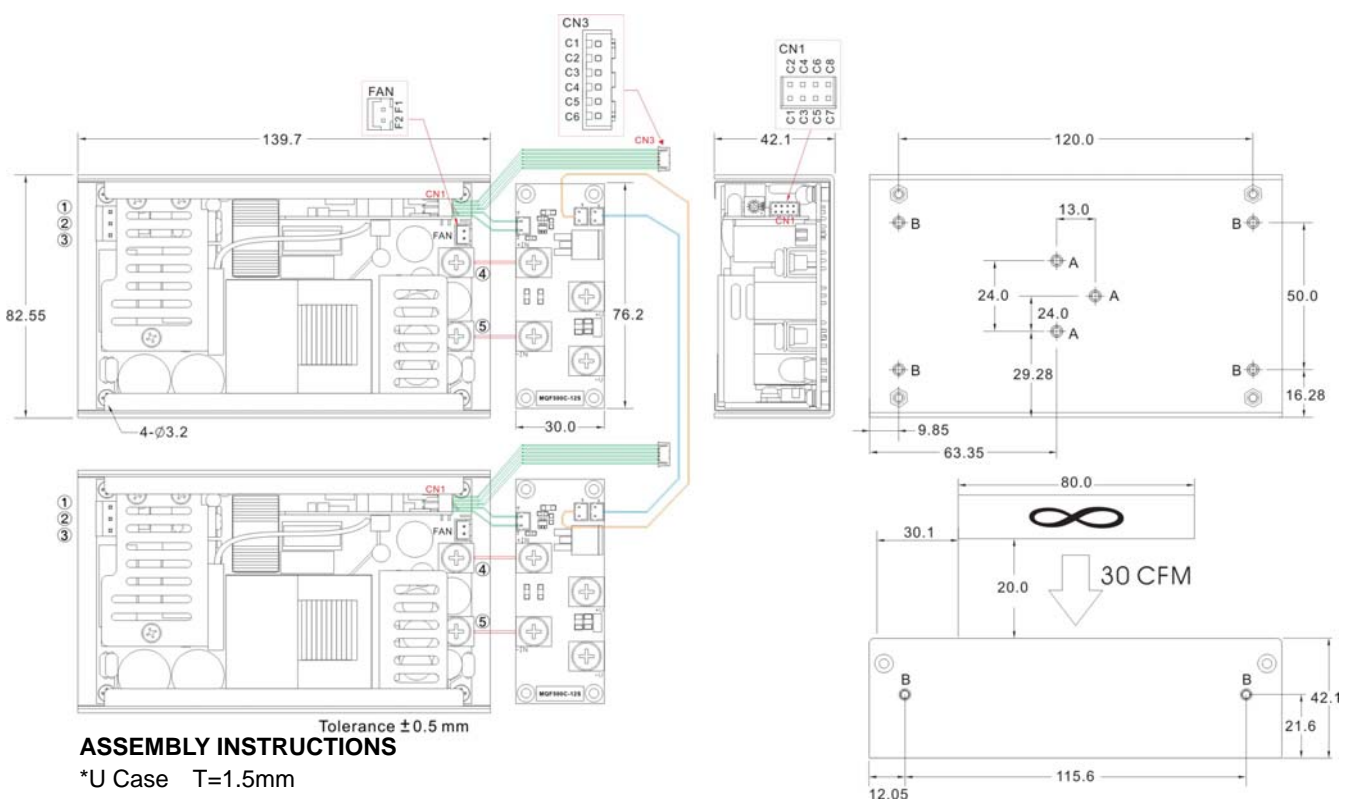 CN3
C1
C2
C3
C4
C5
C6
FAN
F2 F1
CN1
C2 C4 C6 C8
C1 C3 C5 C7
139.7
CN3
42.1
120.0
CN1
①
②
③
FAN
+IN
④
⑤
-IN
82.55
76.2
MQF500C-12S
4-Ø3.2
30.0
CN1
B
B
13.0
A
24.0
A
24.0
A
50.0
29.28
B
B
16.28
9.85
63.35
CN1
①
②
③
FAN
+IN
④
⑤
-IN
MQF500C-12S
80.0
30.1
20.0
30 CFM
B
B
42.1
21.6
115.6
12.05
Tolerance ±0.5 mm
ASSEMBLY INSTRUCTIONS
*U Case T=1.5mm